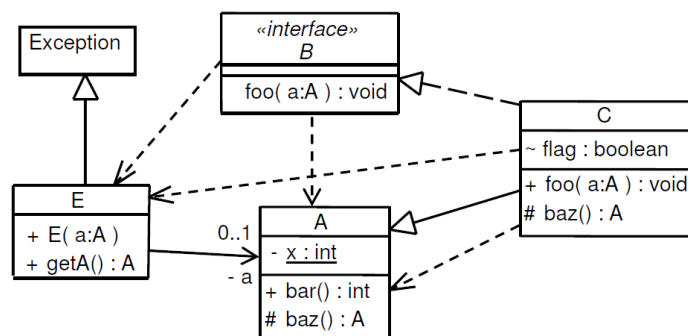 Exception
«interface»
B
foo( a:A ) : void
C
~ flag : boolean
+ foo( a:A ) : void
# baz() : A
E
+ E( a:A )
+ getA() : A
0..1
- a
A
- x : int
+ bar() : int
# baz() : A